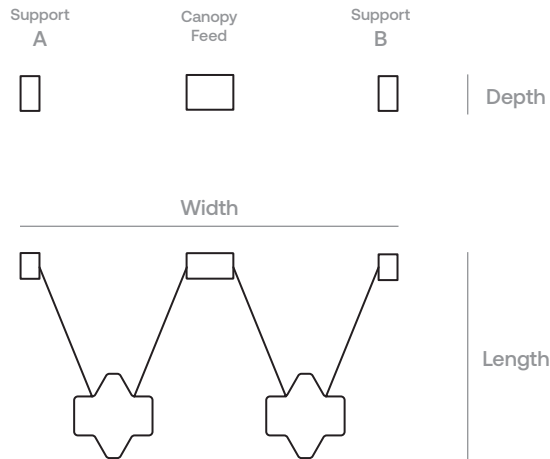 Support
A
Canopy
Feed
Support
B
Depth
Width
Length